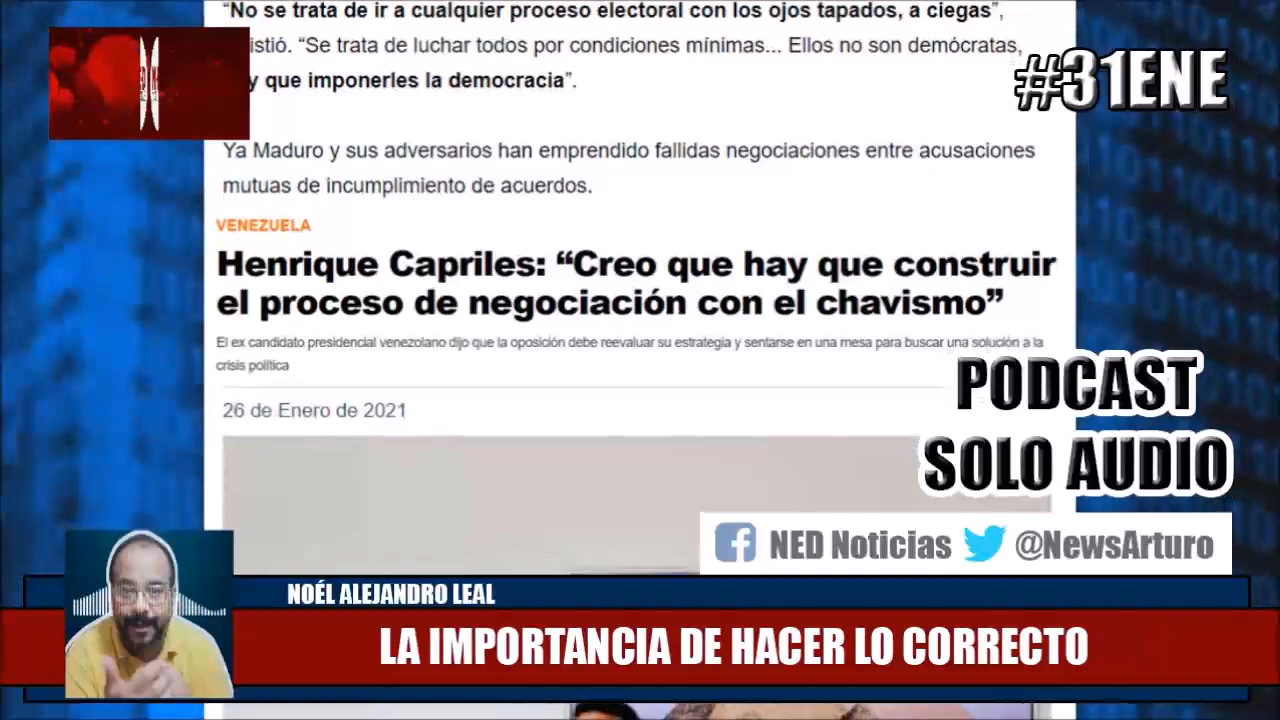 “No se trata de ir a cualquier proceso electoral con los ojos tapados, a ciegas”,
istió. “Se trata de luchar todos por condiciones mínimas... Ellos no son demócratas,
y que imponerles la democracia”.
#31ENE
Ya Maduro y sus adversarios han emprendido fallidas negociaciones entre acusaciones
mutuas de incumplimiento de acuerdos.
VENEZUELA
Henrique Capriles: “Creo que hay que construir
el proceso de negociación con el chavismo”
El ex candidato presidencial venezolano dijo que la oposición debe reevaluar su estrategia y sentarse en una mesa para buscar una solución a la
crisis política
26 de Enero de 2021
PODCAST
SOLO AUDIO
NED Noticias @NewsArturo
NOÉL ALEJANDRO LEAL
LA IMPORTANCIA DE HACER LO CORRECTO